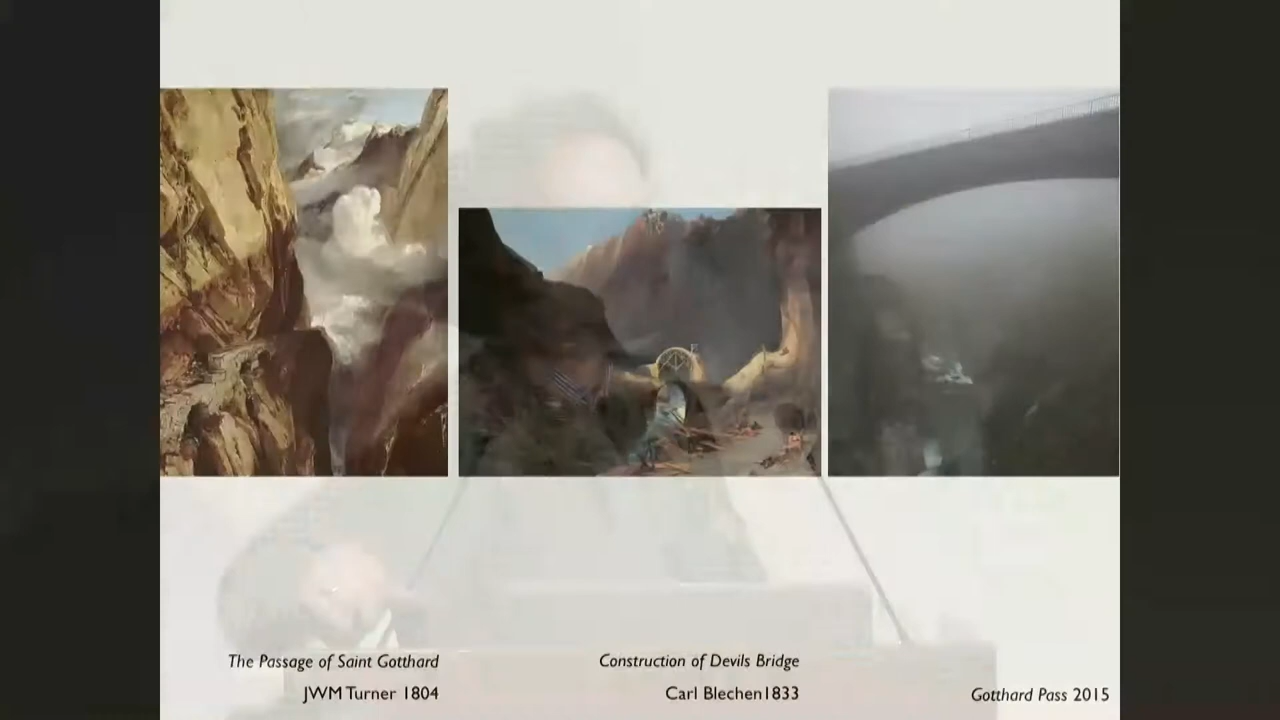 The Passage of Saint Gotthard
JWM Turner 1804
Construction of Devils Bridge
Carl Blechen1833
Gotthard Pass 2015